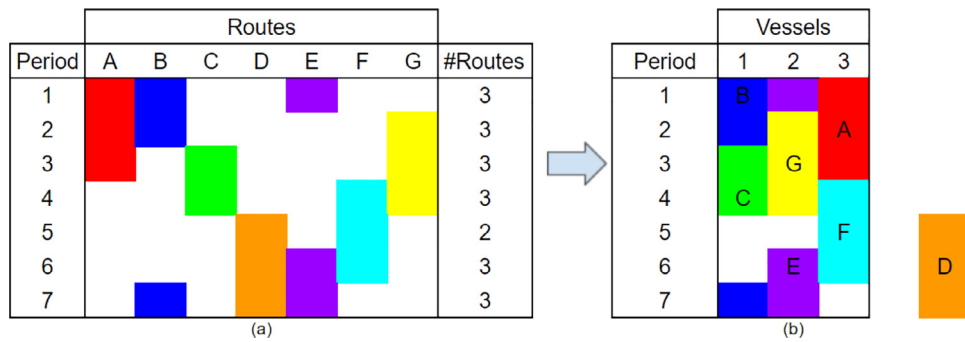 Routes Vessels
Period A B C D E F G #Routes Period 1 2 3
1 3 1 B
2 3 2 A
3 3 3 G
4 3 4 C
5 2 5 F
6 3 6 E D
7 3 7
(a) (b)